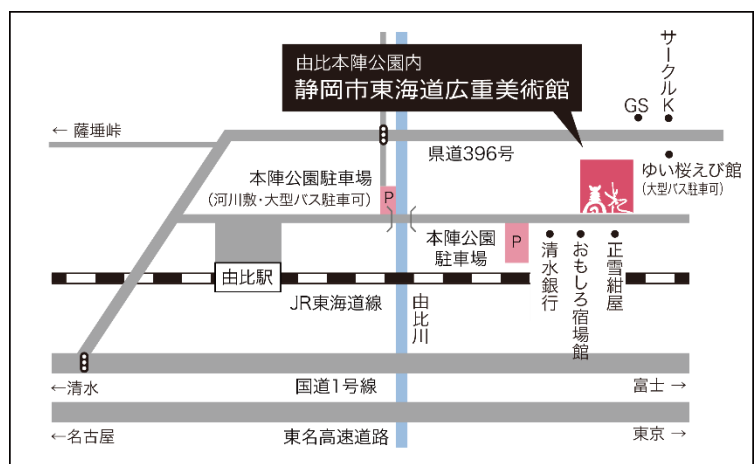 サークルK
由比本陣公園内
静岡市東海道広重美術館
GS
← 薩埵峠
県道396号
本陣公園駐車場
(河川敷・大型バス駐車可)
P
ゆい桜えび館
(大型バス駐車可)
本陣公園
駐車場
P
清水銀行
おもしろ宿場館
正雪紺屋
由比駅
JR東海道線
由比川
←清水
国道1号線
富士→
←名古屋
東名高速道路
東京→